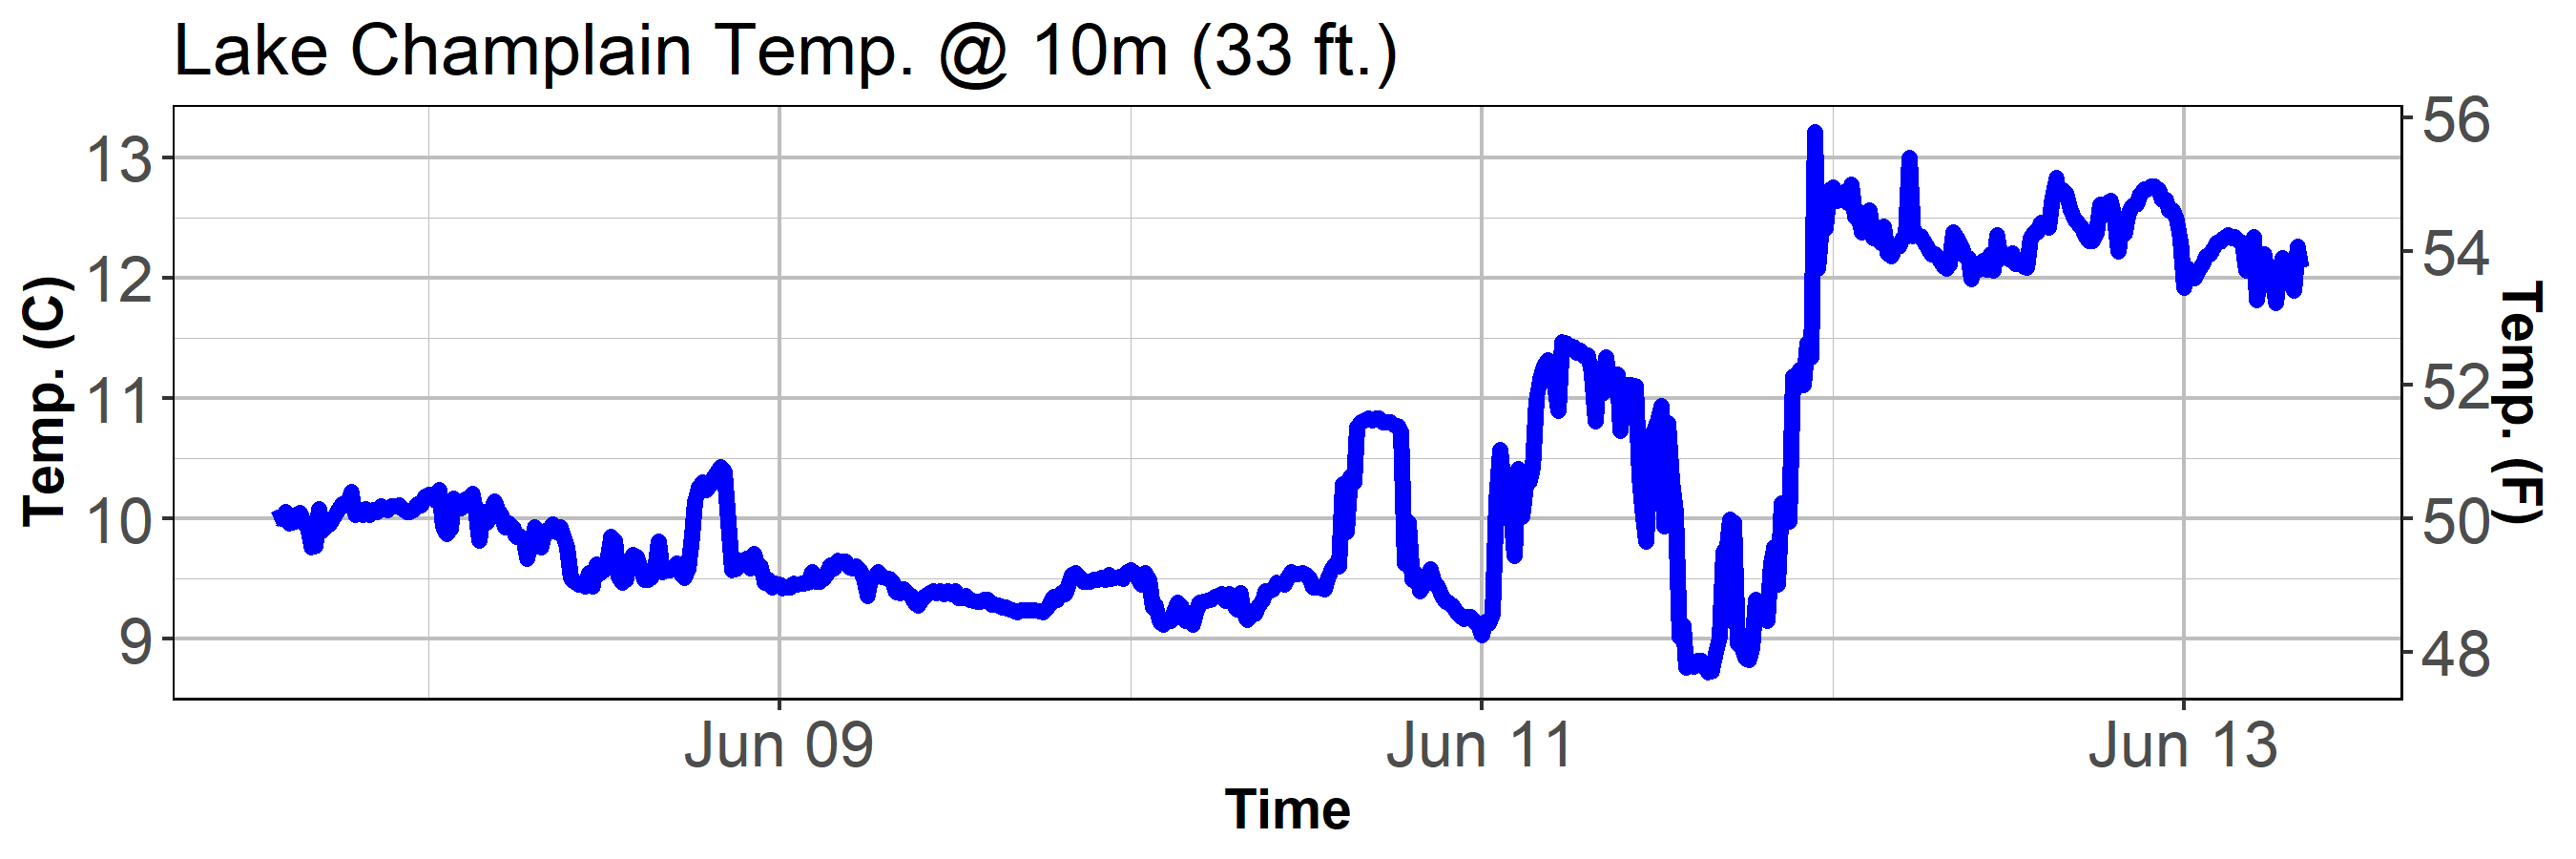 Lake Champlain Temp. @ 10m (33 ft.)
Temp. (C)
13
12
11
10
9
56
54
52
50
48
Temp. (F)
Jun 09
Jun 11
Jun 13
Time